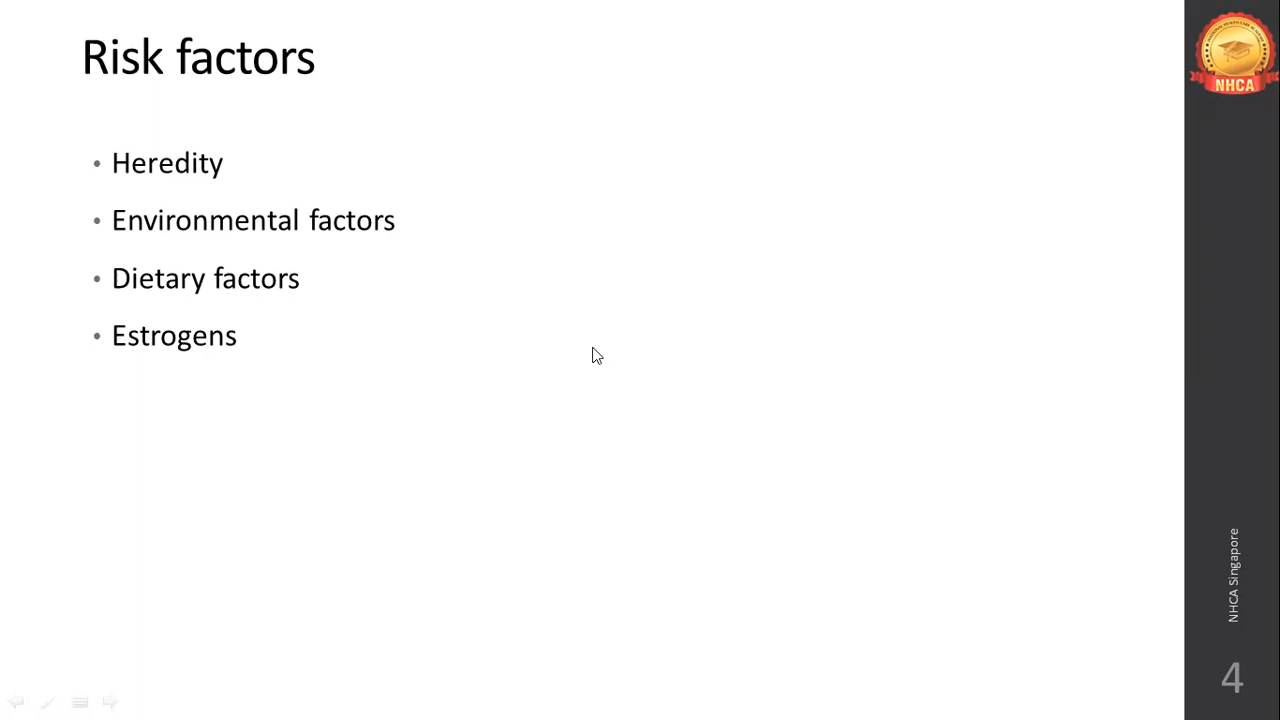 Risk factors
• Heredity
• Environmental factors
• Dietary factors
• Estrogens
NHCA
NHCA Singapore
4